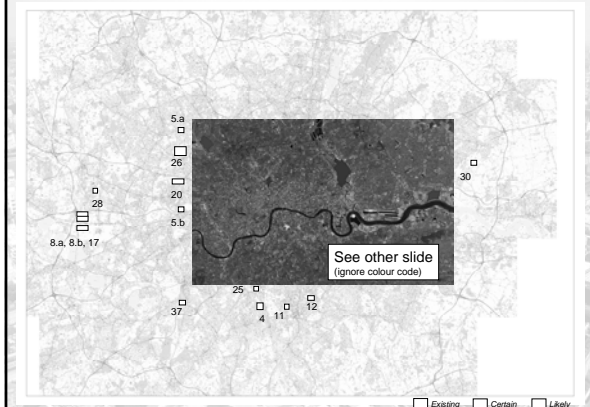 5.a
26
20
5.b
28
8.a, 8.b, 17
30
See other slide
(ignore colour code)
25
37
4
11
12
Existing
Certain
Likely